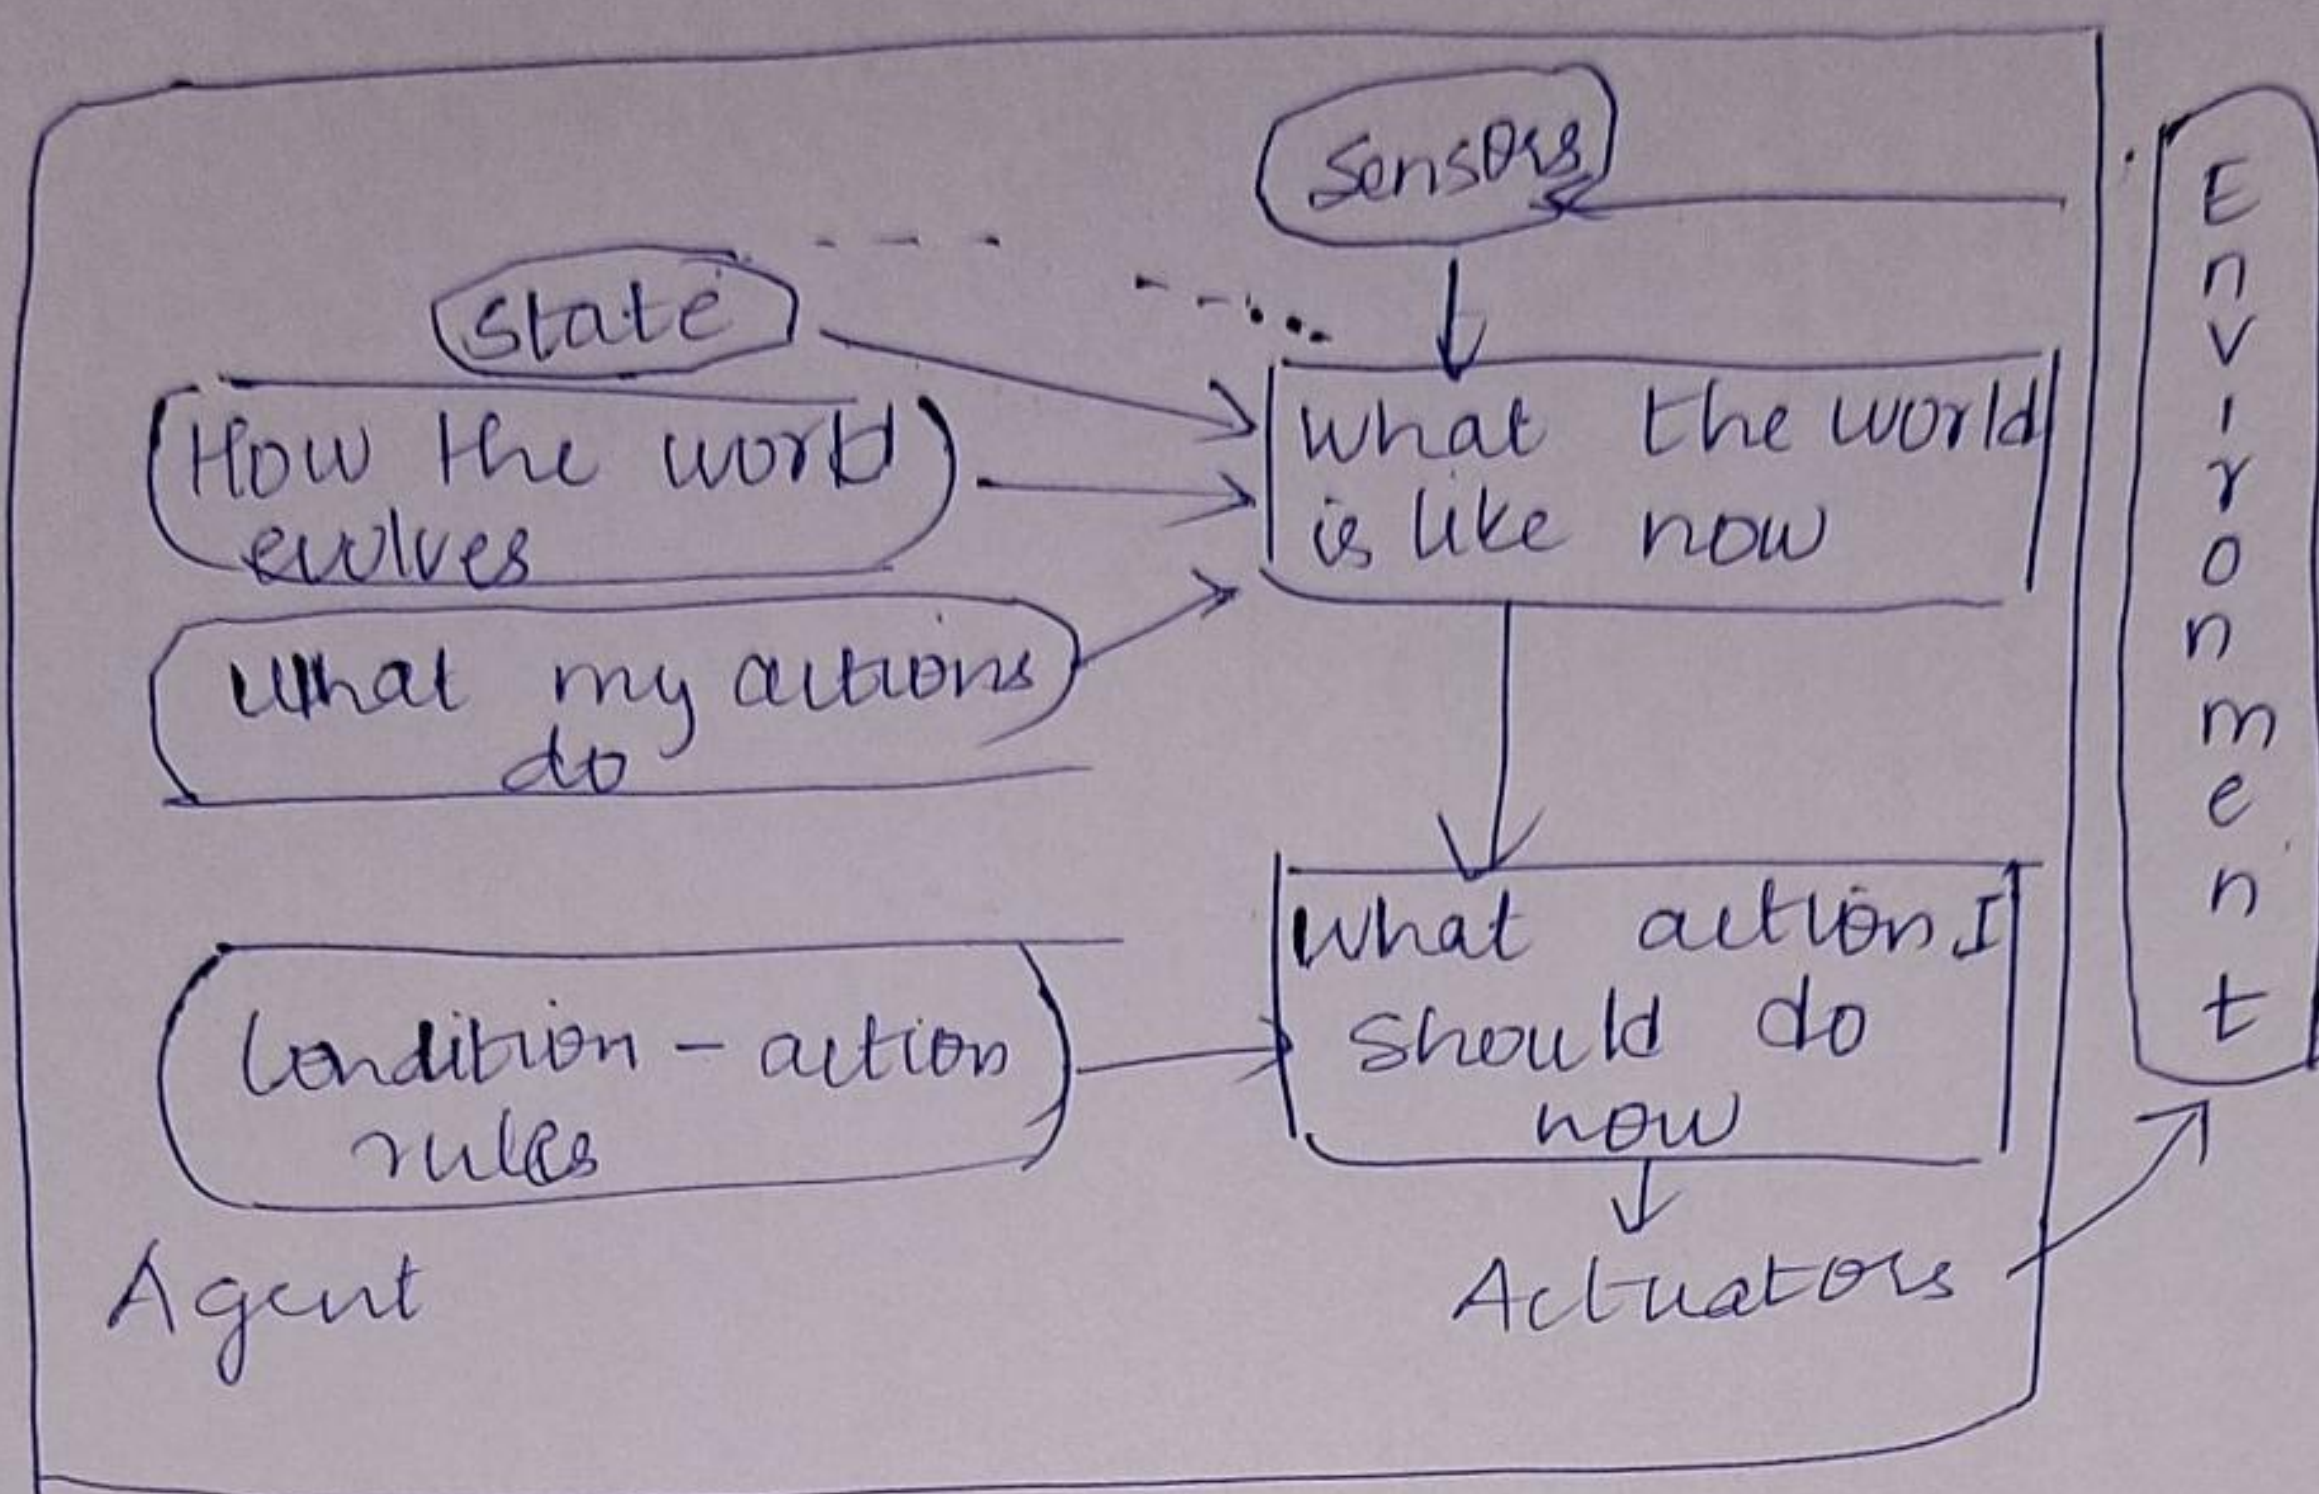 Sensors
State
How the world
evolves
What the world
is like now
What my actions
do
What action I
should do
now
Condition - action
rules
Agent
Actuators
Environment